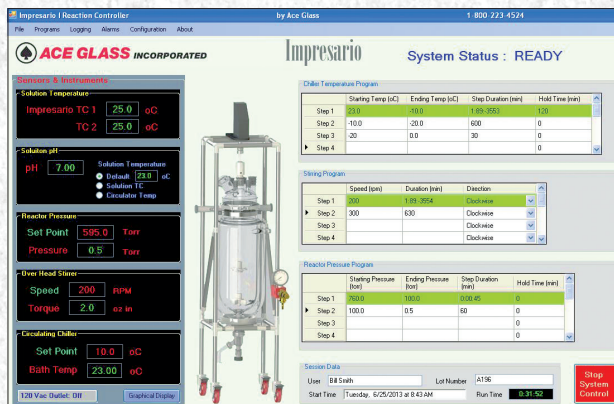 Impresario | Reaction Controller by Ace Glass 1-800-223-4524
File Programs Logging Alarms Configuration About
ACE GLASS INCORPORATED
Impresario
System Status : READY
Sensors & Instruments
Solution Temperature
Impresario TC 1 25.0 oC
TC 2 25.0 oC
Soluiton pH
pH 7.00
Solution Temperature
Default 23.0 oC
Solution TC
Circulator Temp
Reactor Pressure
Set Point 595.0 Torr
Pressure 0.5 Torr
Over Head Stirrer
Speed 200 RPM
Torque 2.0 oz in
Circulating Chiller
Set Point 10.0 oC
Bath Temp 23.00 oC
120 Vac Outlet: Off Graphical Display
Chiller Temperature Program
Starting Temp (oC) Ending Temp (oC) Step Duration (min) Hold Time (min)
Step 1 23.0 -10.0 1:89:-3553 120
Step 2 -10.0 -20.0 600 0
Step 3 -20 0.0 30 0
Step 4 0
Stirring Program
Speed (rpm) Duration (min) Direction
Step 1 200 1:89:-3554 Clockwise
Step 2 300 630 Clockwise
Step 3 Clockwise
Step 4 Clockwise
Reactor Pressure Program
Starting Pressure (torr) Ending Pressure (torr) Step Duration (min) Hold Time (min)
Step 1 760.0 100.0 0:00:45 0
Step 2 100.0 0.5 60 0
Step 3 0
Step 4 0
Session Data
User Bill Smith Lot Number A196
Start Time Tuesday, 6/25/2013 at 8:43 AM Run Time 0:31:52
Stop
System
Control